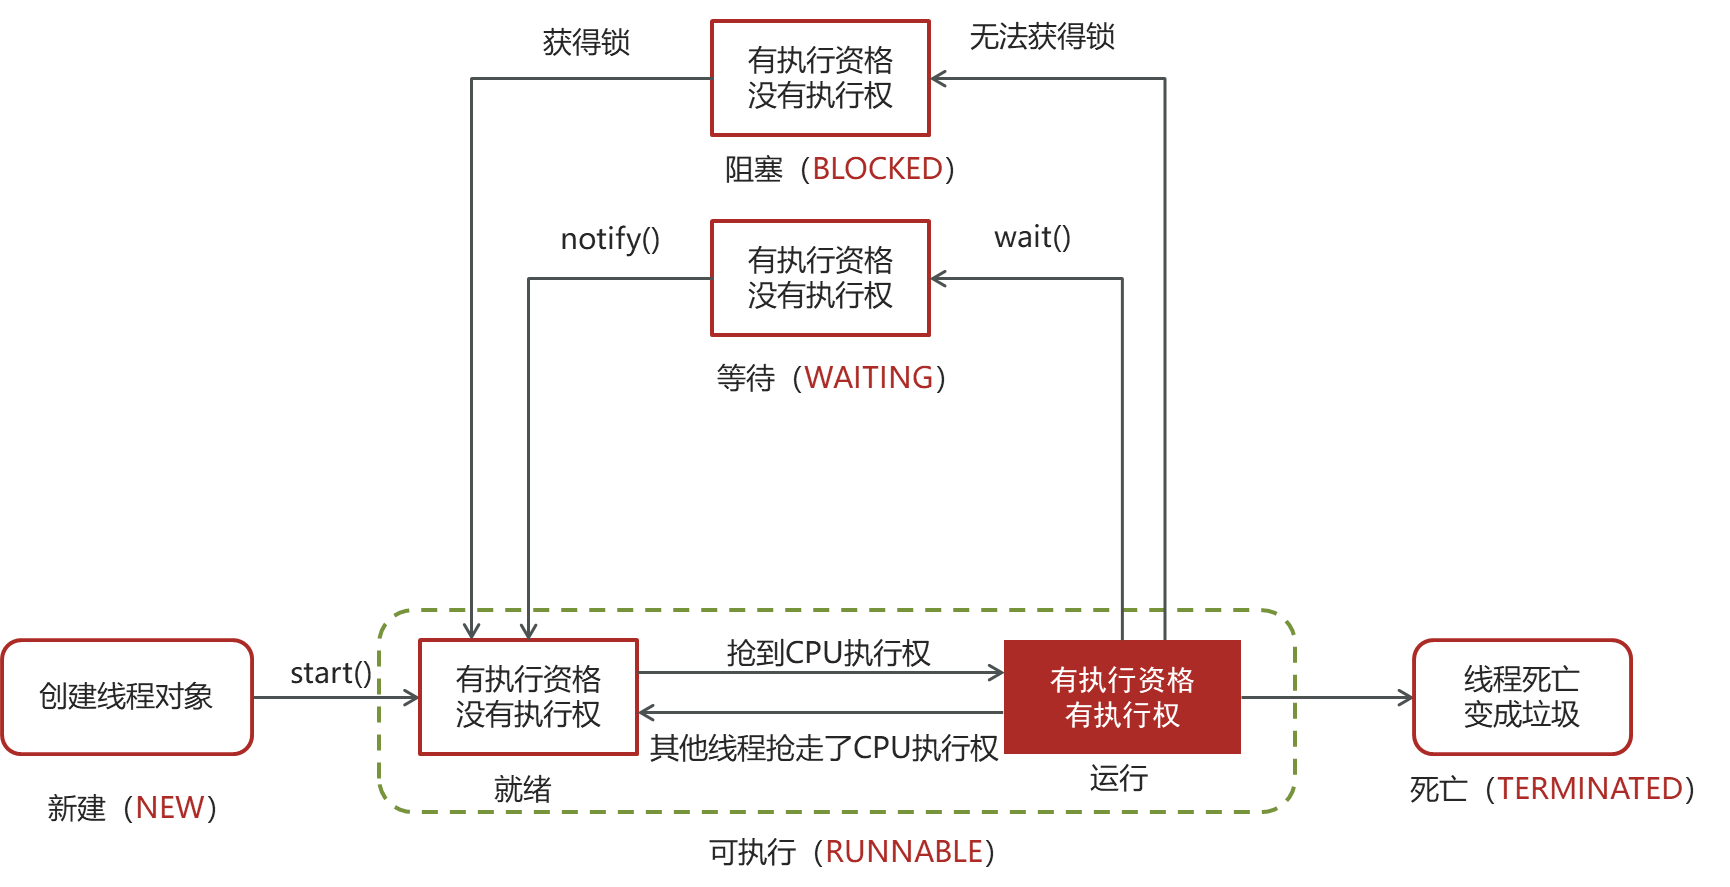 获得锁
无法获得锁
有执行资格
没有执行权
阻塞（BLOCKED）
notify()
wait()
有执行资格
没有执行权
等待（WAITING）
创建线程对象
start()
有执行资格
没有执行权
抢到CPU执行权
其他线程抢走了CPU执行权
有执行资格
有执行权
线程死亡
变成垃圾
新建（NEW）
就绪
运行
死亡（TERMINATED）
可执行（RUNNABLE）